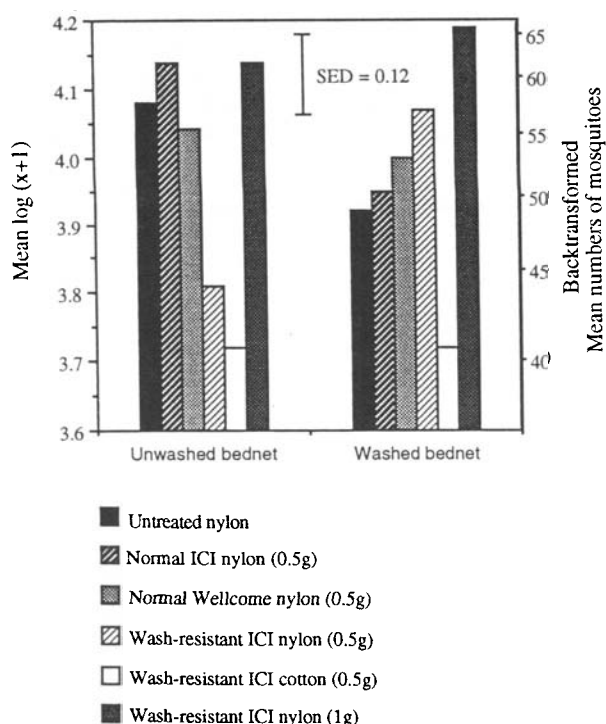 Mean log (x+1)
4.2
4.1
4.0
3.9
3.8
3.7
3.6
SED = 0.12
65
60
55
50
45
40
Backtransformed
Mean numbers of mosquitoes
Unwashed bednet
Washed bednet
Untreated nylon
Normal ICI nylon (0.5g)
Normal Wellcome nylon (0.5g)
Wash-resistant ICI nylon (0.5g)
Wash-resistant ICI cotton (0.5g)
Wash-resistant ICI nylon (1g)